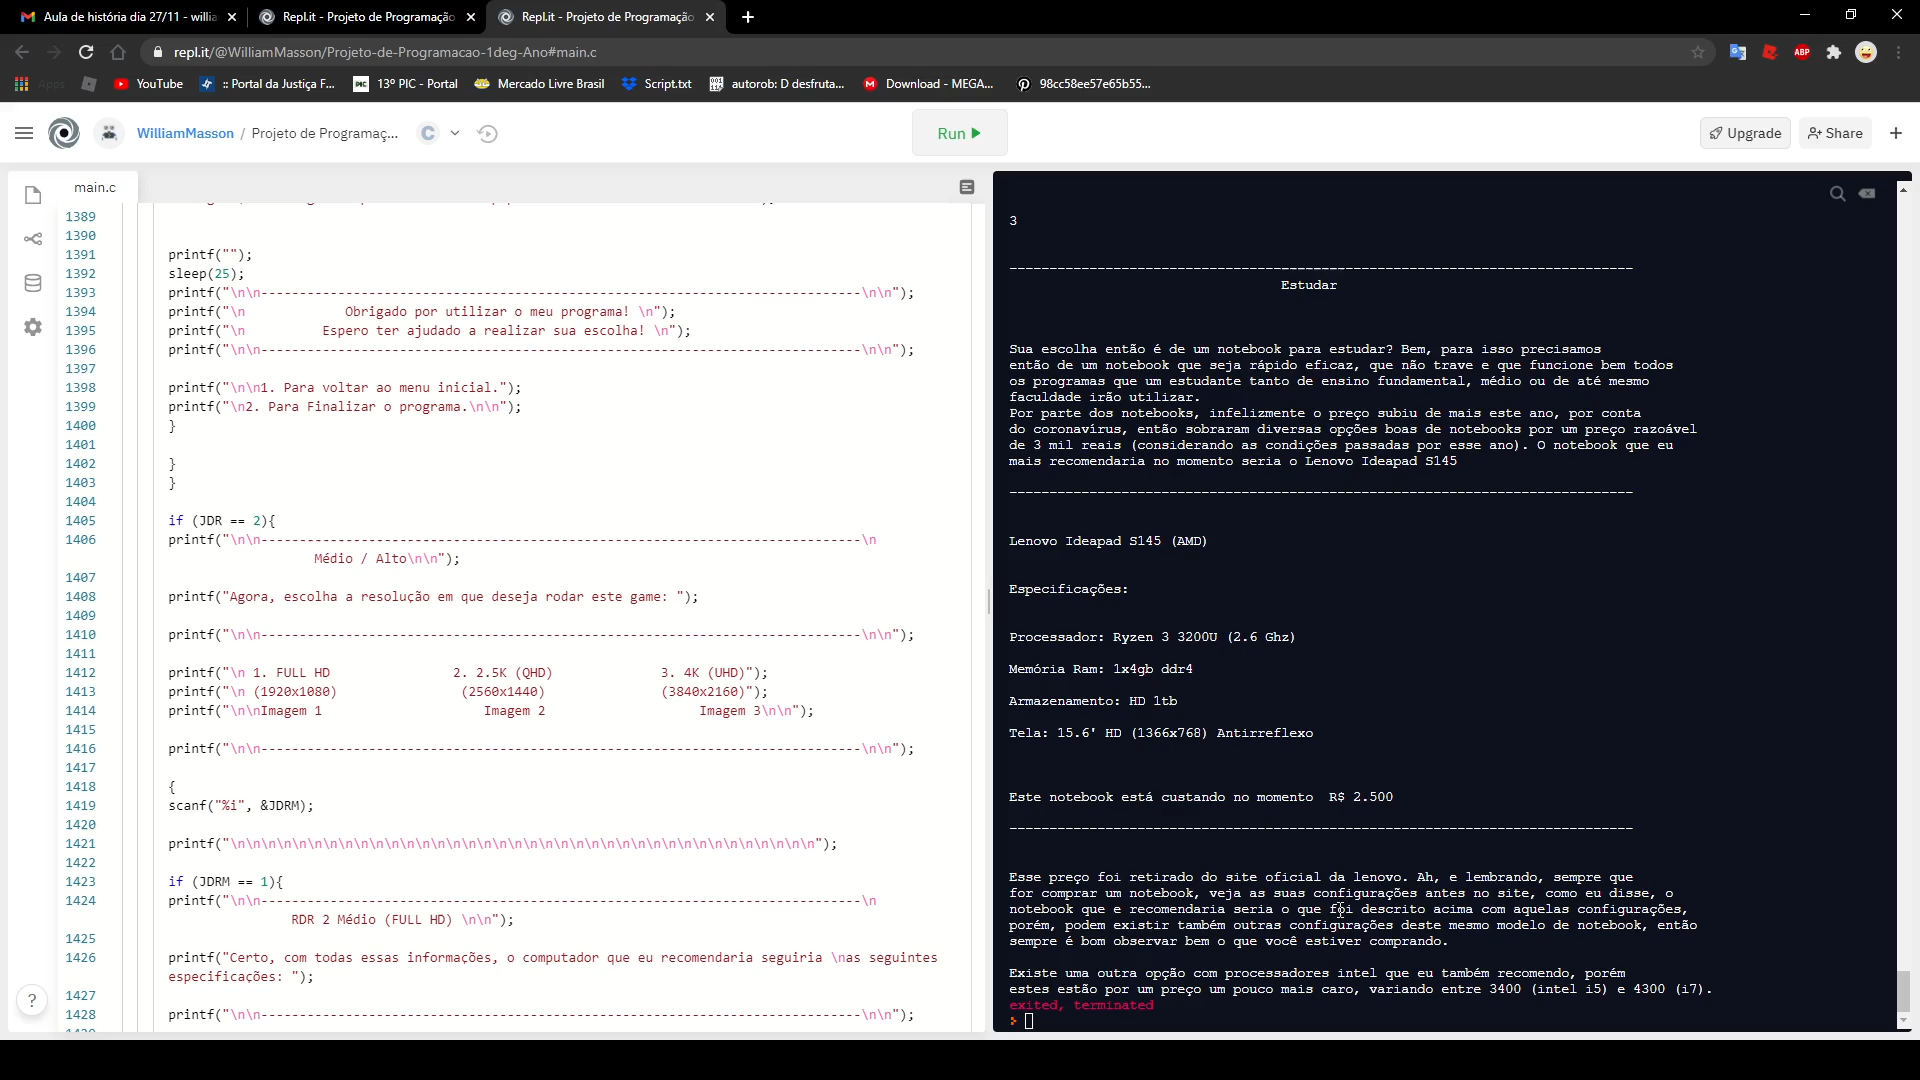 Aula de história dia 27/11 - willia
Repl.it - Projeto de Programação
Repl.it - Projeto de Programação
repl.it/@WilliamMasson/Projeto-de-Programacao-1deg-Ano#main.c
Apps
YouTube
:: Portal da Justiça F...
13º PIC - Portal
Mercado Livre Brasil
Script.txt
autorob: D desfruta...
Download - MEGA...
98cc58ee57e65b55...
WilliamMasson / Projeto de Programaç...
C
Run
Upgrade
Share
main.c
1389
1390
1391 printf("");
1392 sleep(25);
1393 printf("\n\n------------------------------------------------------------------------------\n\n");
1394 printf("\n             Obrigado por utilizar o meu programa! \n");
1395 printf("\n          Espero ter ajudado a realizar sua escolha! \n");
1396 printf("\n\n------------------------------------------------------------------------------\n\n");
1397
1398 printf("\n\n1. Para voltar ao menu inicial.");
1399 printf("\n2. Para Finalizar o programa.\n\n");
1400 }
1401
1402 }
1403 }
1404
1405 if (JDR == 2){
1406 printf("\n\n------------------------------------------------------------------------------\n
Médio / Alto\n\n");
1407
1408 printf("Agora, escolha a resolução em que deseja rodar este game: ");
1409
1410 printf("\n\n------------------------------------------------------------------------------\n\n");
1411
1412 printf("\n 1. FULL HD                2. 2.5K (QHD)              3. 4K (UHD)");
1413 printf("\n (1920x1080)                (2560x1440)               (3840x2160)");
1414 printf("\n\nImagem 1                     Imagem 2                    Imagem 3\n\n");
1415
1416 printf("\n\n------------------------------------------------------------------------------\n\n");
1417
1418 {
1419 scanf("%i", &JDRM);
1420
1421 printf("\n\n\n\n\n\n\n\n\n\n\n\n\n\n\n\n\n\n\n\n\n\n\n\n\n\n\n\n\n\n\n\n\n\n\n\n\n\n");
1422
1423 if (JDRM == 1){
1424 printf("\n\n------------------------------------------------------------------------------\n
RDR 2 Médio (FULL HD) \n\n");
1425
1426 printf("Certo, com todas essas informações, o computador que eu recomendaria seguiria \nas seguintes
especificações: ");
1427
1428 printf("\n\n------------------------------------------------------------------------------\n\n");
?
3
------------------------------------------------------------------------------
Estudar
Sua escolha então é de um notebook para estudar? Bem, para isso precisamos
então de um notebook que seja rápido eficaz, que não trave e que funcione bem todos
os programas que um estudante tanto de ensino fundamental, médio ou de até mesmo
faculdade irão utilizar.
Por parte dos notebooks, infelizmente o preço subiu de mais este ano, por conta
do coronavírus, então sobraram diversas opções boas de notebooks por um preço razoável
de 3 mil reais (considerando as condições passadas por esse ano). O notebook que eu
mais recomendaria no momento seria o Lenovo Ideapad S145
------------------------------------------------------------------------------
Lenovo Ideapad S145 (AMD)
Especificações:
Processador: Ryzen 3 3200U (2.6 Ghz)
Memória Ram: 1x4gb ddr4
Armazenamento: HD 1tb
Tela: 15.6' HD (1366x768) Antirreflexo
Este notebook está custando no momento  R$ 2.500
------------------------------------------------------------------------------
Esse preço foi retirado do site oficial da lenovo. Ah, e lembrando, sempre que
for comprar um notebook, veja as suas configurações antes no site, como eu disse, o
notebook que e recomendaria seria o que foi descrito acima com aquelas configurações,
porém, podem existir também outras configurações deste mesmo modelo de notebook, então
sempre é bom observar bem o que você estiver comprando.
Existe uma outra opção com processadores intel que eu também recomendo, porém
estes estão por um preço um pouco mais caro, variando entre 3400 (intel i5) e 4300 (i7).
exited, terminated